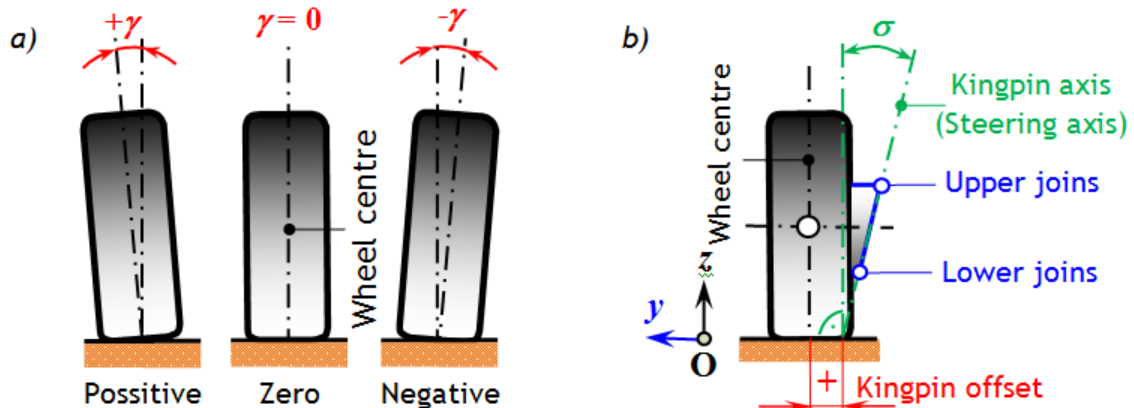 a)
+γ
γ = 0
-γ
Wheel centre
Possitive
Zero
Negative
b)
σ
Kingpin axis
(Steering axis)
Wheel centre
Upper joins
Lower joins
z
y
O
+
Kingpin offset